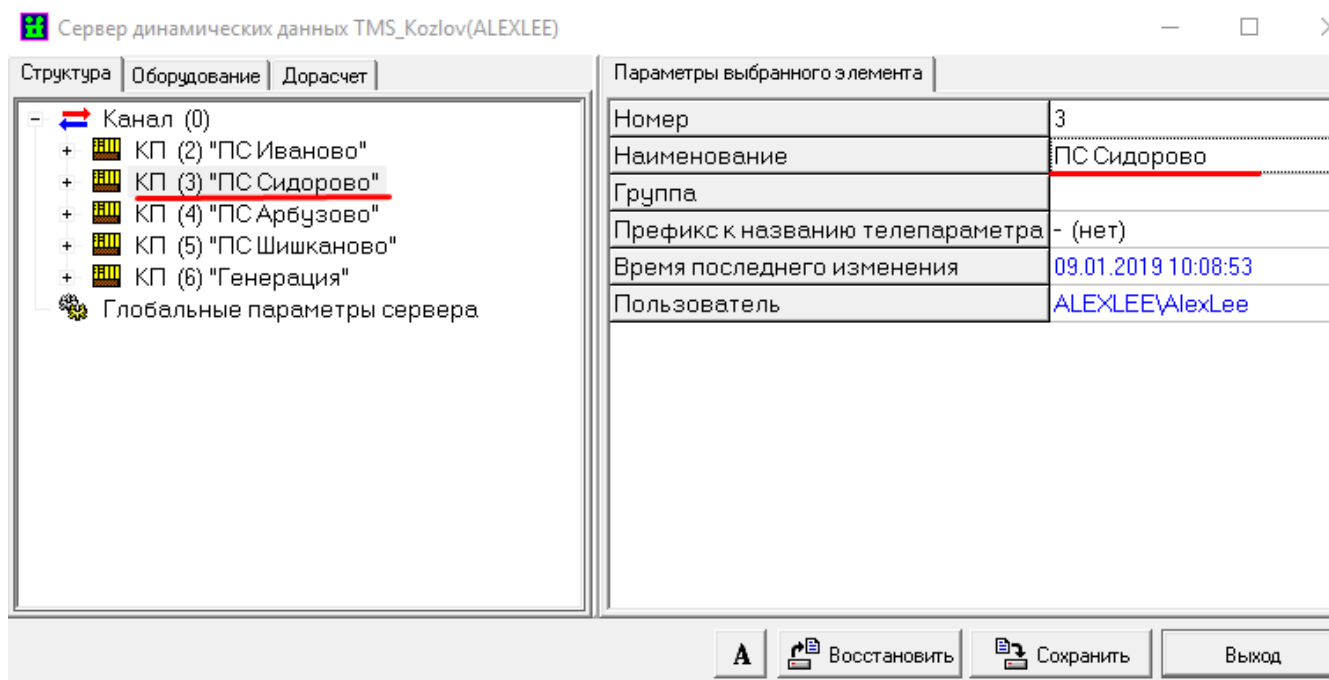 Сервер динамических данных TMS_Kozlov(ALEXLEE)
Структура Оборудование Дорасчет
Канал (0)
КП (2) "ПС Иваново"
КП (3) "ПС Сидорово"
КП (4) "ПС Арбузово"
КП (5) "ПС Шишканово"
КП (6) "Генерация"
Глобальные параметры сервера
Параметры выбранного элемента
Номер 3
Наименование ПС Сидорово
Группа
Префикс к названию телепараметра - (нет)
Время последнего изменения 09.01.2019 10:08:53
Пользователь ALEXLEE\AlexLee
A Восстановить Сохранить Выход